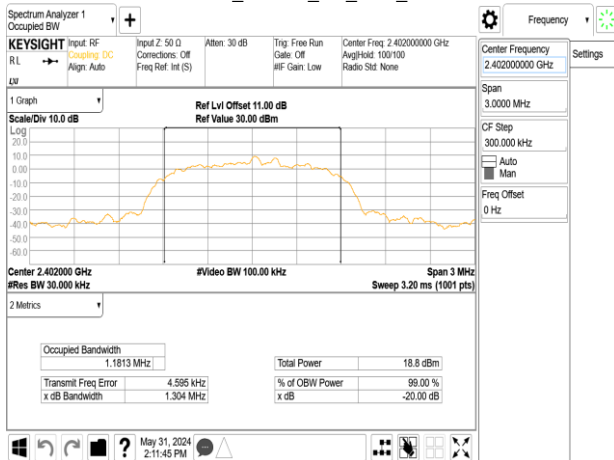 Spectrum Analyzer 1
Occupied BW
Frequency
KEYSIGHT
RL
LXI
Input: RF
Coupling: DC
Align: Auto
Input Z: 50 Ω
Corrections: Off
Freq Ref: Int (S)
Atten: 30 dB
Trig: Free Run
Gate: Off
#IF Gain: Low
Center Freq: 2.402000000 GHz
Avg|Hold: 100/100
Radio Std: None
Center Frequency
2.402000000 GHz
Settings
Span
3.0000 MHz
CF Step
300.000 kHz
Auto
Man
Freq Offset
0 Hz
1 Graph
Scale/Div 10.0 dB
Ref Lvl Offset 11.00 dB
Ref Value 30.00 dBm
Log
20.0
10.0
0.00
-10.0
-20.0
-30.0
-40.0
-50.0
-60.0
Center 2.402000 GHz
#Res BW 30.000 kHz
#Video BW 100.00 kHz
Span 3 MHz
Sweep 3.20 ms (1001 pts)
2 Metrics
Occupied Bandwidth
1.1813 MHz
Total Power 18.8 dBm
Transmit Freq Error 4.595 kHz
% of OBW Power 99.00 %
x dB Bandwidth 1.304 MHz
x dB -20.00 dB
?
May 31, 2024
2:11:45 PM